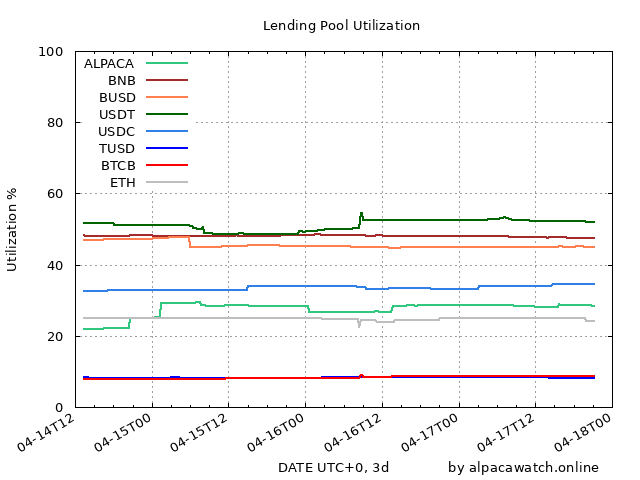 Lending Pool Utilization
Utilization %
100
80
60
40
20
0
ALPACA
BNB
BUSD
USDT
USDC
TUSD
BTCB
ETH
04-14T12
04-15T00
04-15T12
04-16T00
04-16T12
04-17T00
04-17T12
04-18T00
DATE UTC+0, 3d
by alpacawatch.online